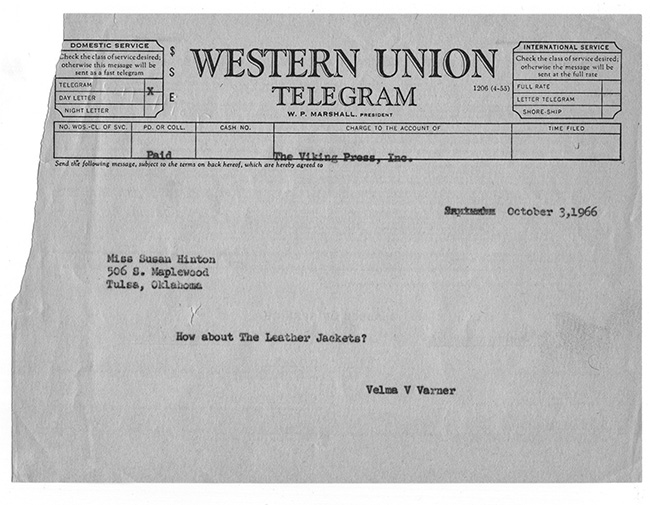 DOMESTIC SERVICE
Check the class of service desired;
otherwise this message will be
sent as a fast telegram
TELEGRAM X
DAY LETTER
NIGHT LETTER
$
S
E
WESTERN UNION
TELEGRAM
1206 (4-55)
W. P. MARSHALL, PRESIDENT
INTERNATIONAL SERVICE
Check the class of service desired;
otherwise the message will be
sent at the full rate
FULL RATE
LETTER TELEGRAM
SHORE-SHIP
NO. WDS.-CL. OF SVC. PD. OR COLL. CASH NO. CHARGE TO THE ACCOUNT OF TIME FILED
Paid The Viking Press, Inc.
Send the following message, subject to the terms on back hereof, which are hereby agreed to
October 3,1966
Miss Susan Hinton
506 S. Maplewood
Tulsa, Oklahoma
How about The Leather Jackets?
Velma V Varner